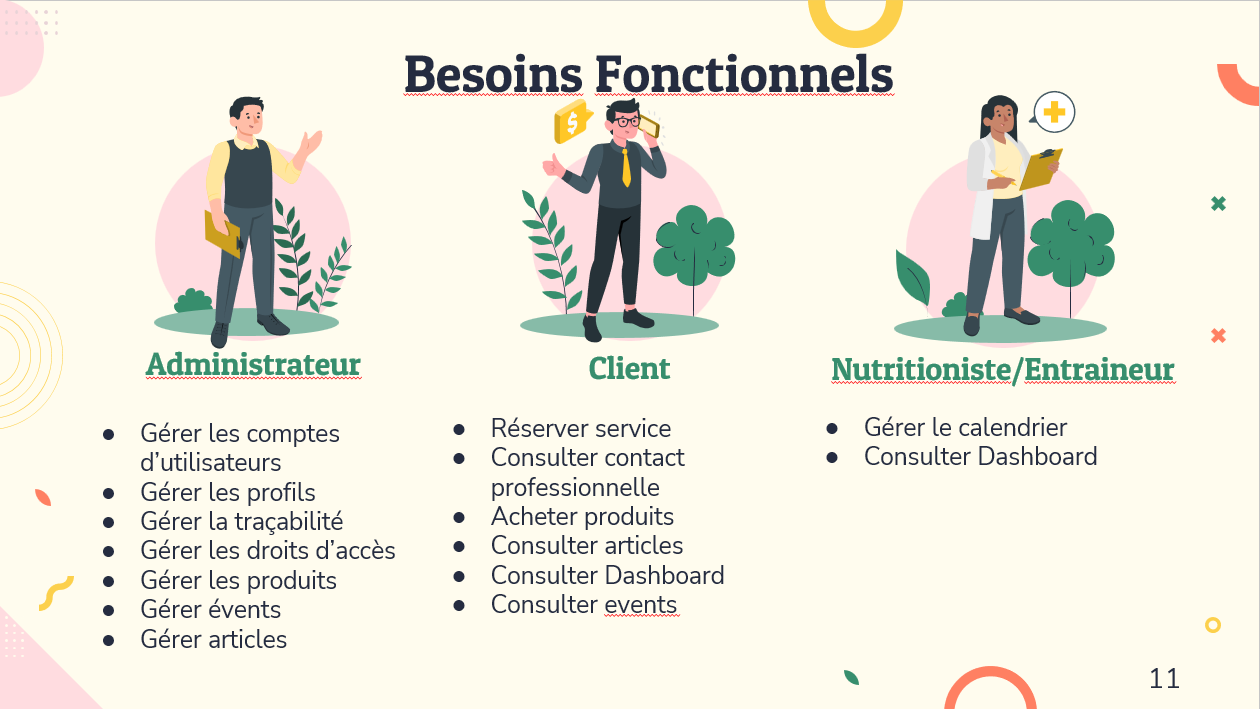 Besoins Fonctionnels
$
Administrateur
Gérer les comptes
d’utilisateurs
Gérer les profils
Gérer la traçabilité
Gérer les droits d’accès
Gérer les produits
Gérer évents
Gérer articles
Client
Réserver service
Consulter contact
professionnelle
Acheter produits
Consulter articles
Consulter Dashboard
Consulter events
Nutritioniste/Entraineur
Gérer le calendrier
Consulter Dashboard
11